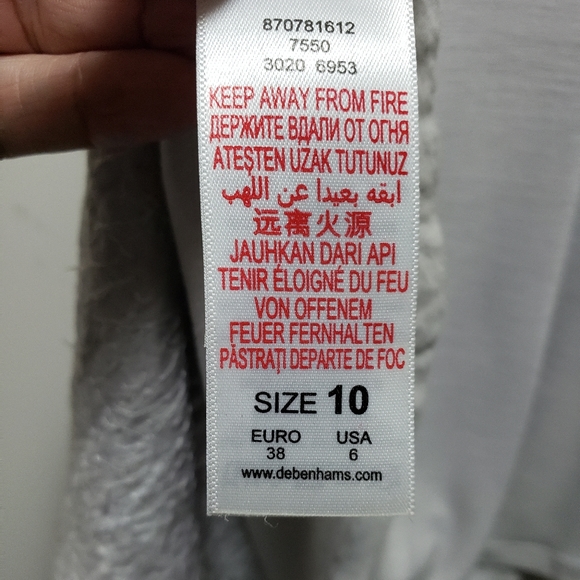 870781612
7550
3020 6953
KEEP AWAY FROM FIRE
ДЕРЖИТЕ ВДАЛИ ОТ ОГНЯ
ATEŞTEN UZAK TUTUNUZ
ابقه بعيدا عن اللهب
远离火源
JAUHKAN DARI API
TENIR ÉLOIGNÉ DU FEU
VON OFFENEM
FEUER FERNHALTEN
PĂSTRAŢI DEPARTE DE FOC
SIZE 10
EURO USA
38 6
www.debenhams.com